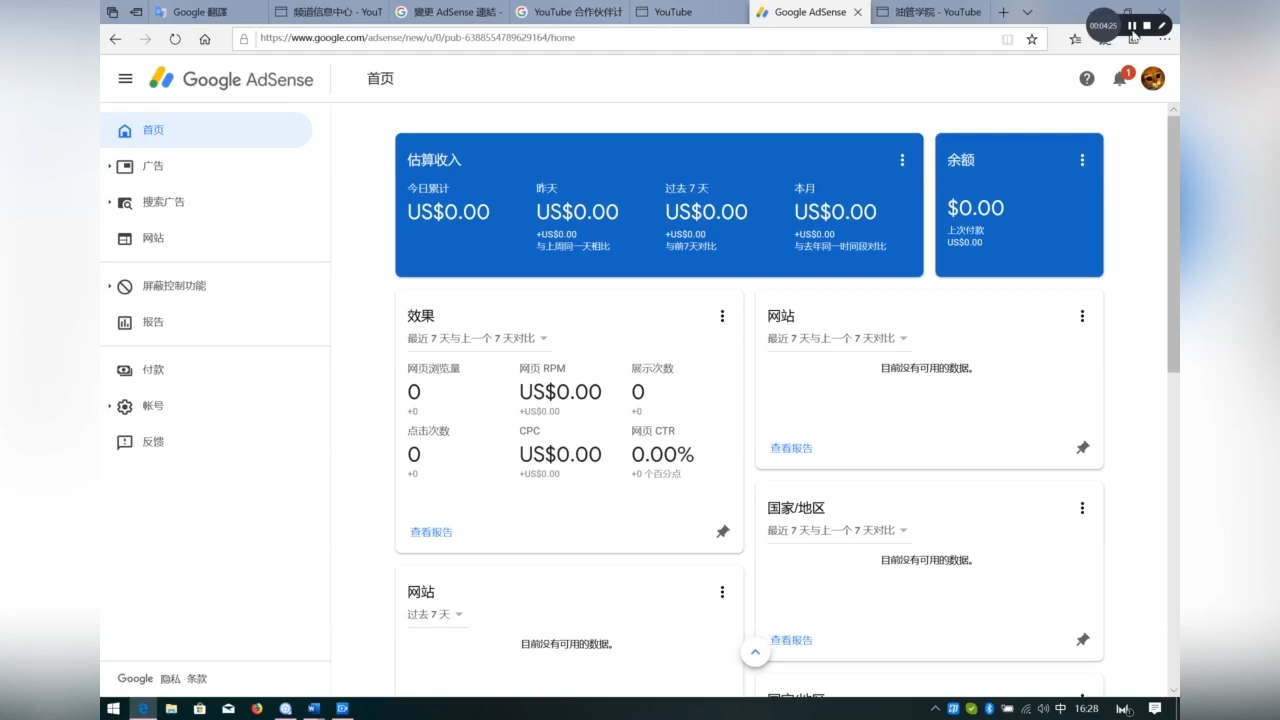 Google 翻譯
頻道信息中心 - YouT
變更 AdSense 連結 -
YouTube 合作伙伴计
YouTube
Google AdSense
油管学院 - YouTube
00:04:25
https://www.google.com/adsense/new/u/0/pub-6388554789629164/home
Google AdSense
首页
1
首页
广告
搜索广告
网站
屏蔽控制功能
报告
付款
帐号
反馈
Google 隐私 条款
估算收入
今日累计 昨天 过去 7 天 本月
US$0.00 US$0.00 US$0.00 US$0.00
+US$0.00 +US$0.00 +US$0.00
与上周同一天相比 与前7天对比 与去年同一时间段对比
余额
$0.00
上次付款
US$0.00
效果
最近 7 天与上一个 7 天对比
网页浏览量 网页 RPM 展示次数
0 US$0.00 0
+0 +US$0.00 +0
点击次数 CPC 网页 CTR
0 US$0.00 0.00%
+0 +US$0.00 +0 个百分点
查看报告
网站
过去 7 天
目前没有可用的数据。
网站
最近 7 天与上一个 7 天对比
目前没有可用的数据。
查看报告
国家/地区
最近 7 天与上一个 7 天对比
目前没有可用的数据。
查看报告
国家/地区
中 16:28